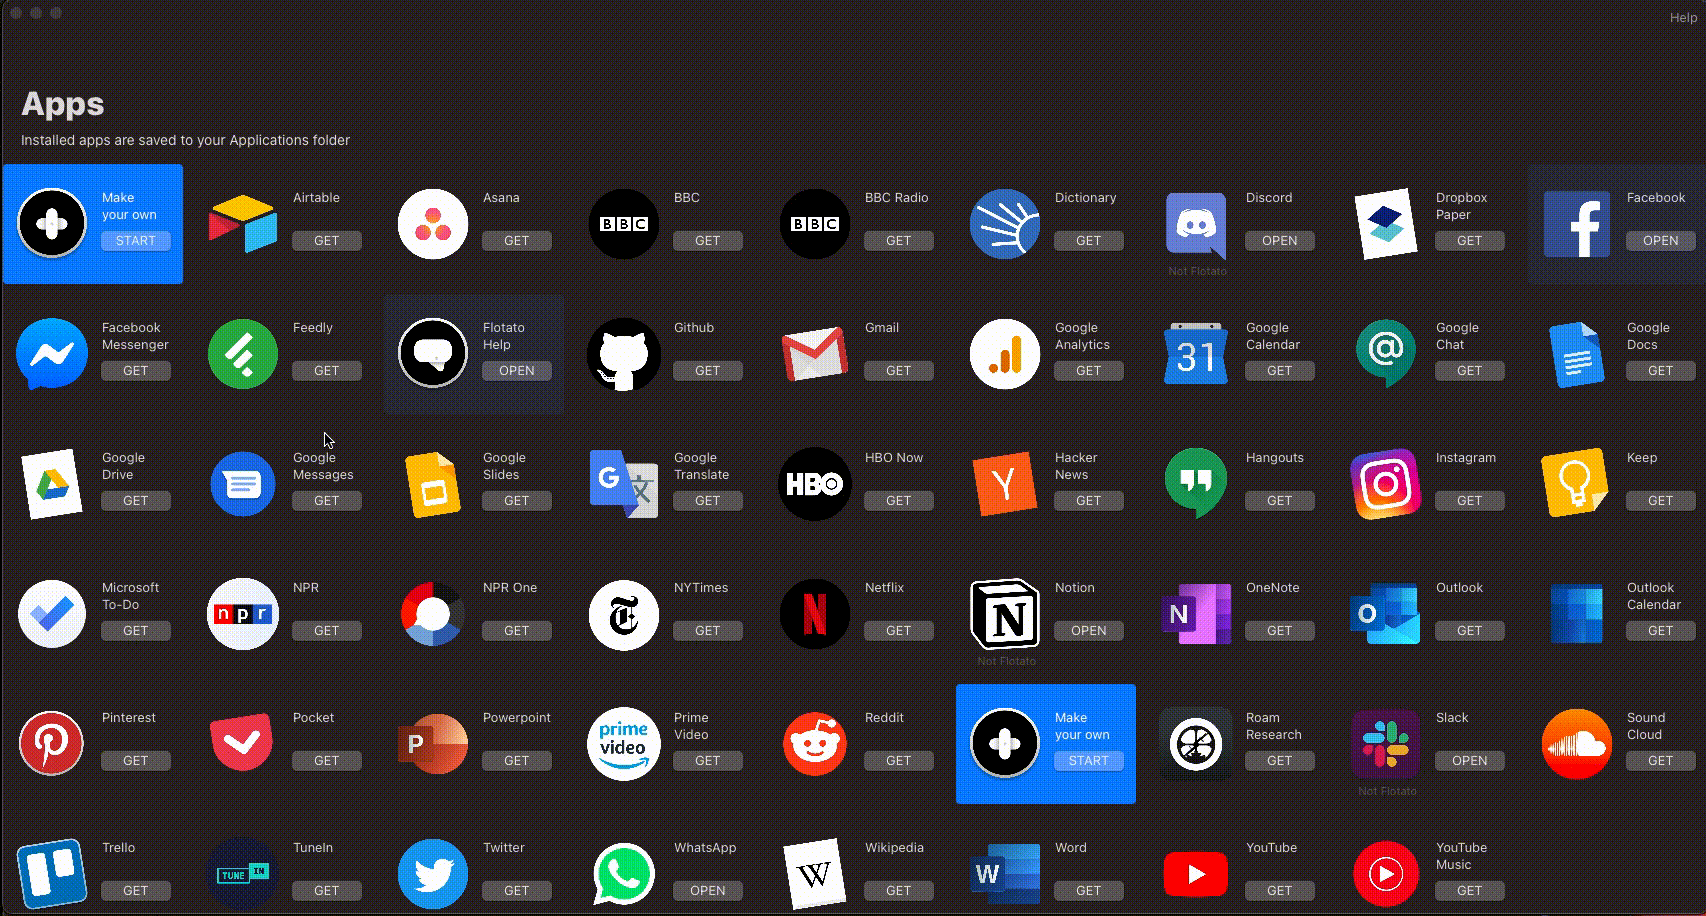 Help
Apps
Installed apps are saved to your Applications folder
Make
your own
START
Airtable
GET
Asana
GET
BBC
BBC
GET
BBC
BBC Radio
GET
Dictionary
GET
Discord
OPEN
Not Flotato
Dropbox
Paper
GET
f
Facebook
OPEN
Facebook
Messenger
GET
Feedly
GET
Flotato
Help
OPEN
Github
GET
Gmail
GET
Google
Analytics
GET
31
Google
Calendar
GET
@
Google
Chat
GET
Google
Docs
GET
Google
Drive
GET
Google
Messages
GET
Google
Slides
GET
G
文
Google
Translate
GET
HBO
HBO Now
GET
Y
Hacker
News
GET
Hangouts
GET
Instagram
GET
Keep
GET
Microsoft
To-Do
GET
npr
NPR
GET
NPR One
GET
T
NYTimes
GET
N
Netflix
GET
N
Notion
OPEN
Not Flotato
N
OneNote
GET
O
Outlook
GET
Outlook
Calendar
GET
Pinterest
GET
Pocket
GET
P
Powerpoint
GET
prime
video
Prime
Video
GET
Reddit
GET
Make
your own
START
Roam
Research
GET
Slack
OPEN
Not Flotato
Sound
Cloud
GET
Trello
GET
TUNE IN
TuneIn
GET
Twitter
GET
WhatsApp
OPEN
W
Wikipedia
GET
W
Word
GET
YouTube
GET
YouTube
Music
GET